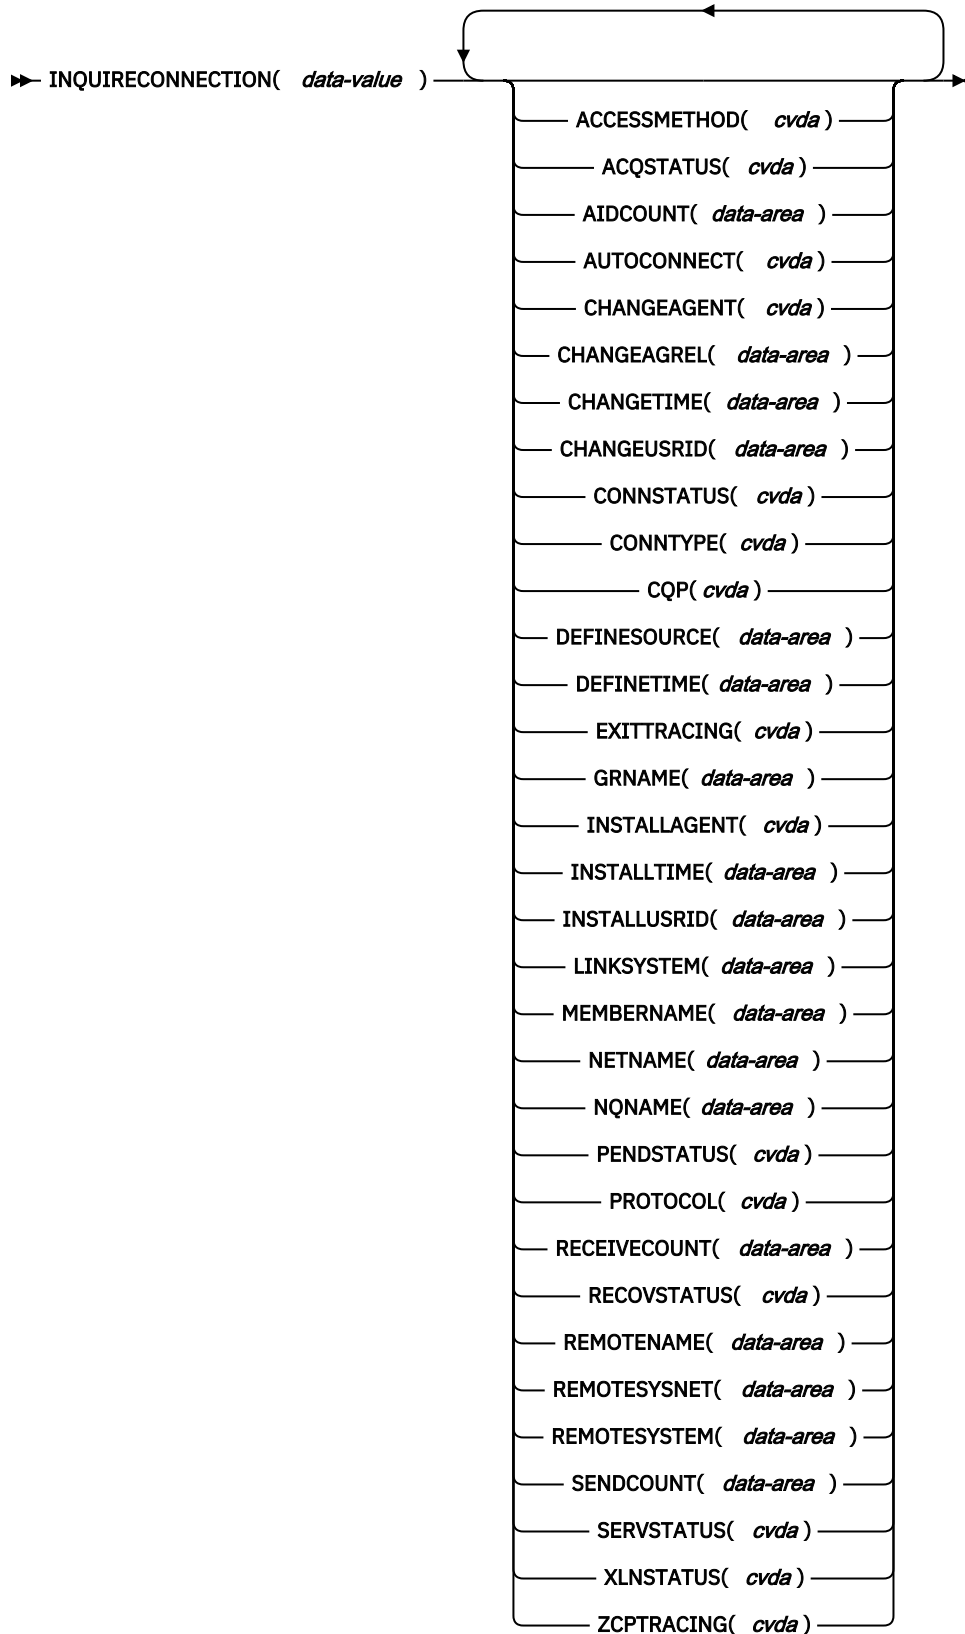 INQUIRECONNECTION( data-value )
ACCESSMETHOD( cvda )
ACQSTATUS( cvda )
AIDCOUNT( data-area )
AUTOCONNECT( cvda )
CHANGEAGENT( cvda )
CHANGEAGREL( data-area )
CHANGETIME( data-area )
CHANGEUSRID( data-area )
CONNSTATUS( cvda )
CONNTYPE( cvda )
CQP( cvda )
DEFINESOURCE( data-area )
DEFINETIME( data-area )
EXITTRACING( cvda )
GRNAME( data-area )
INSTALLAGENT( cvda )
INSTALLTIME( data-area )
INSTALLUSRID( data-area )
LINKSYSTEM( data-area )
MEMBERNAME( data-area )
NETNAME( data-area )
NQNAME( data-area )
PENDSTATUS( cvda )
PROTOCOL( cvda )
RECEIVECOUNT( data-area )
RECOVSTATUS( cvda )
REMOTENAME( data-area )
REMOTESYSNET( data-area )
REMOTESYSTEM( data-area )
SENDCOUNT( data-area )
SERVSTATUS( cvda )
XLNSTATUS( cvda )
ZCPTRACING( cvda )